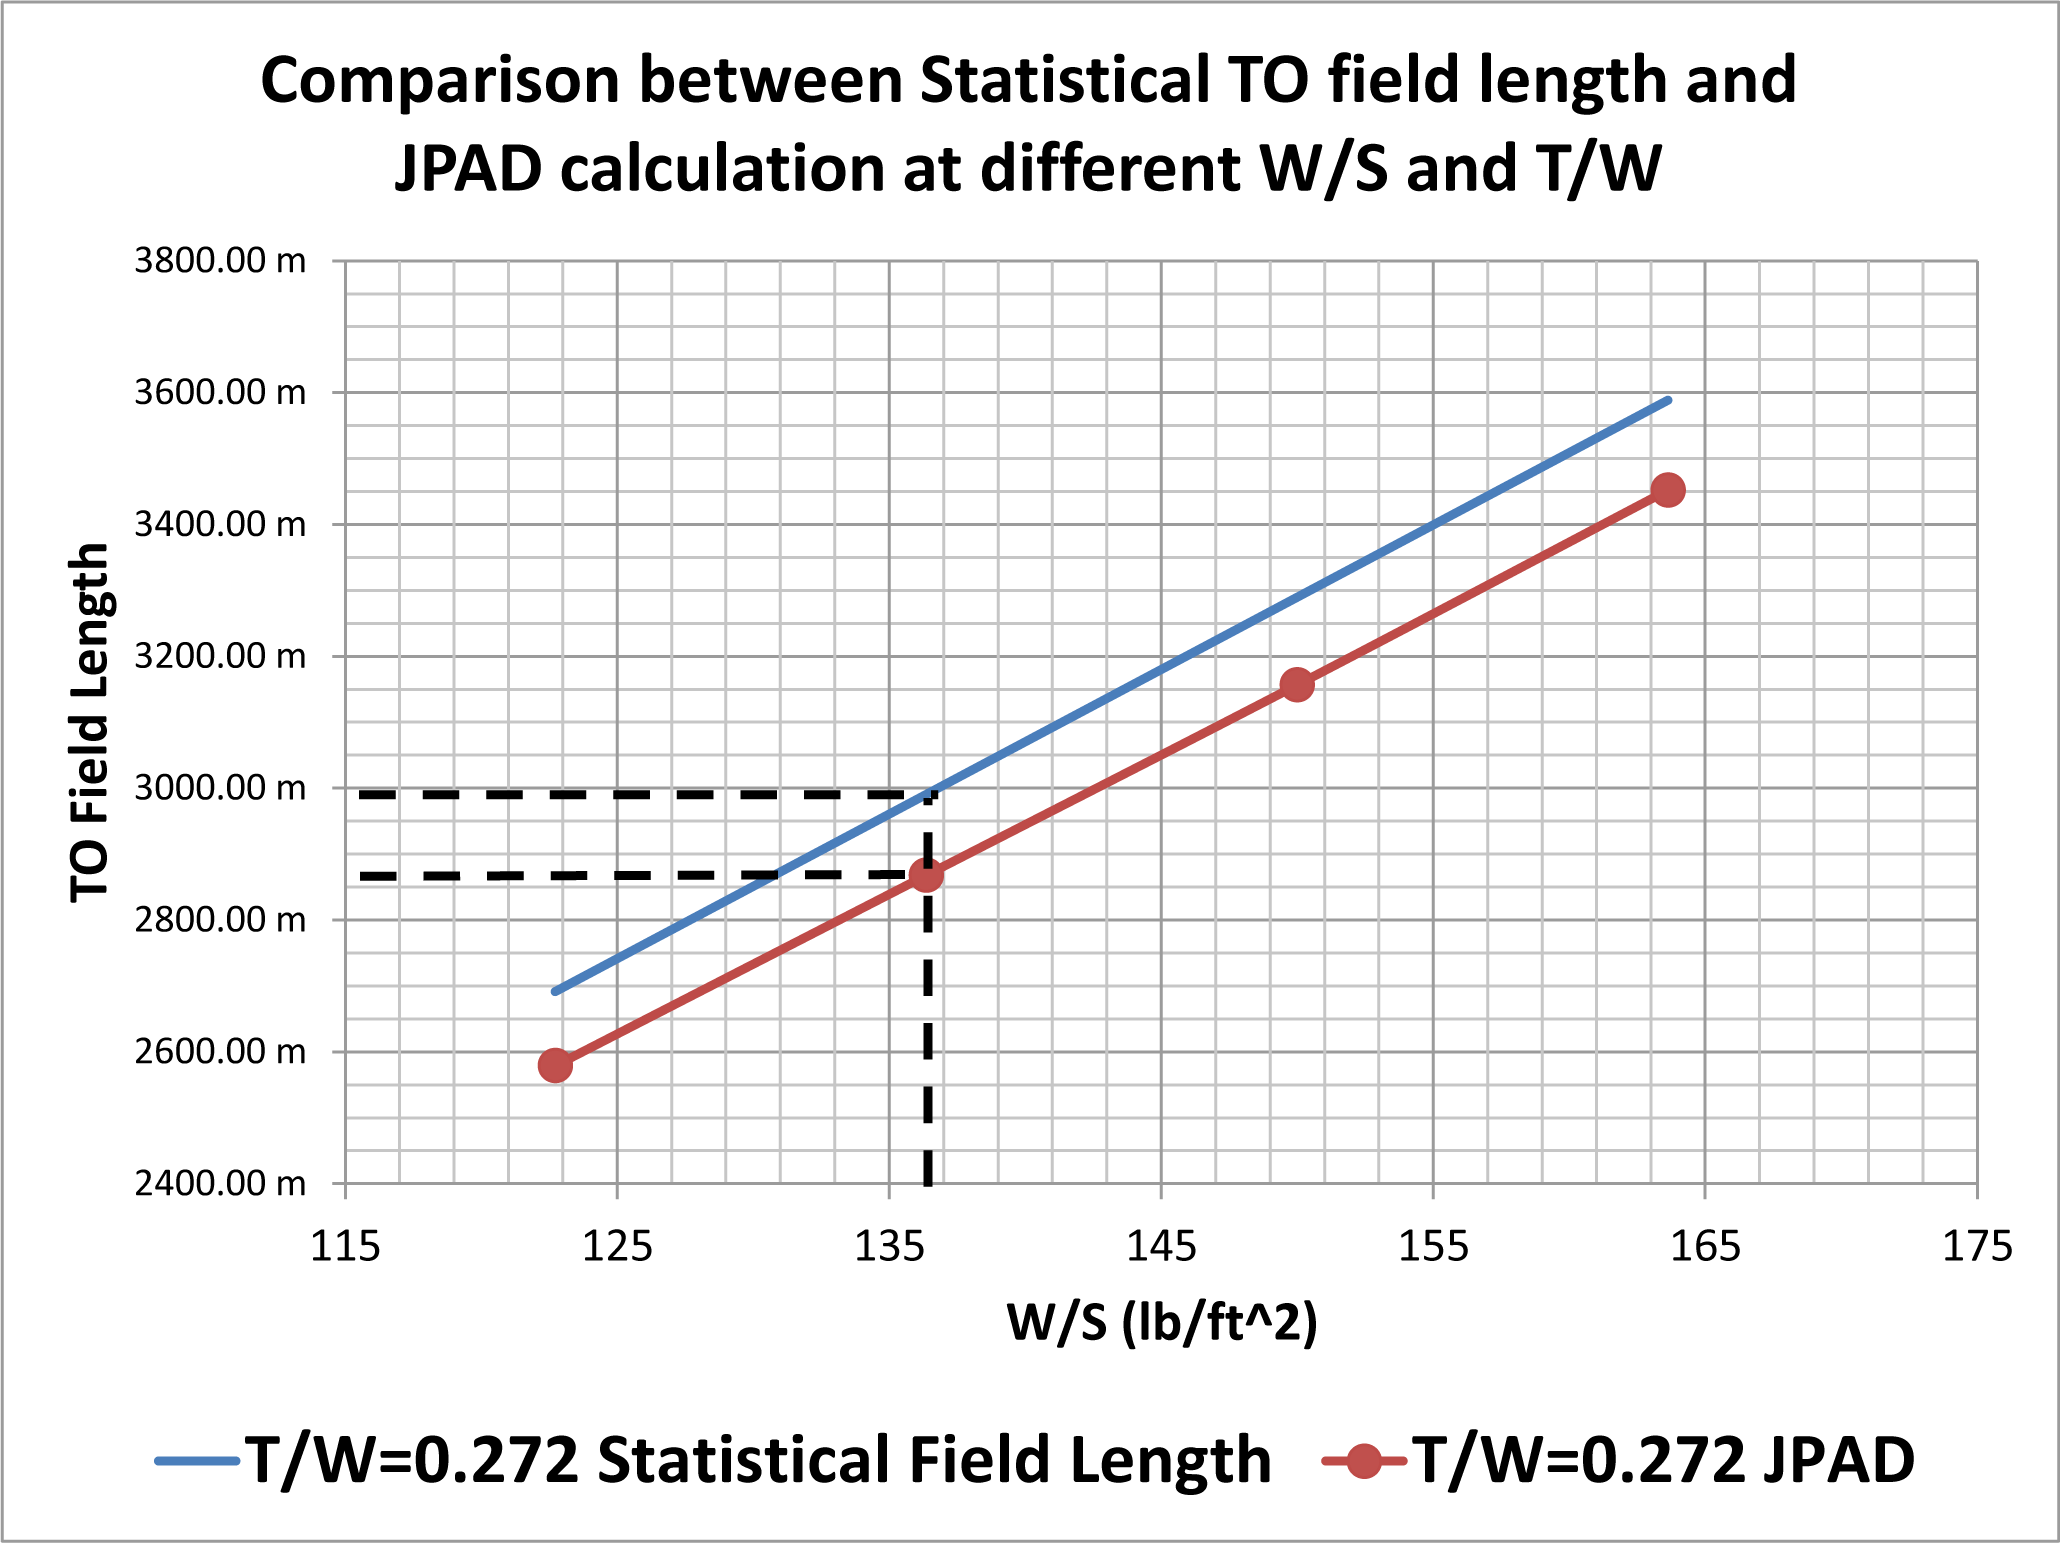 Comparison between Statistical TO field length and
JPAD calculation at different W/S and T/W
3800.00 m
3600.00 m
3400.00 m
3200.00 m
3000.00 m
2800.00 m
2600.00 m
2400.00 m
TO Field Length
115 125 135 145 155 165 175
W/S (lb/ft^2)
T/W=0.272 Statistical Field Length T/W=0.272 JPAD